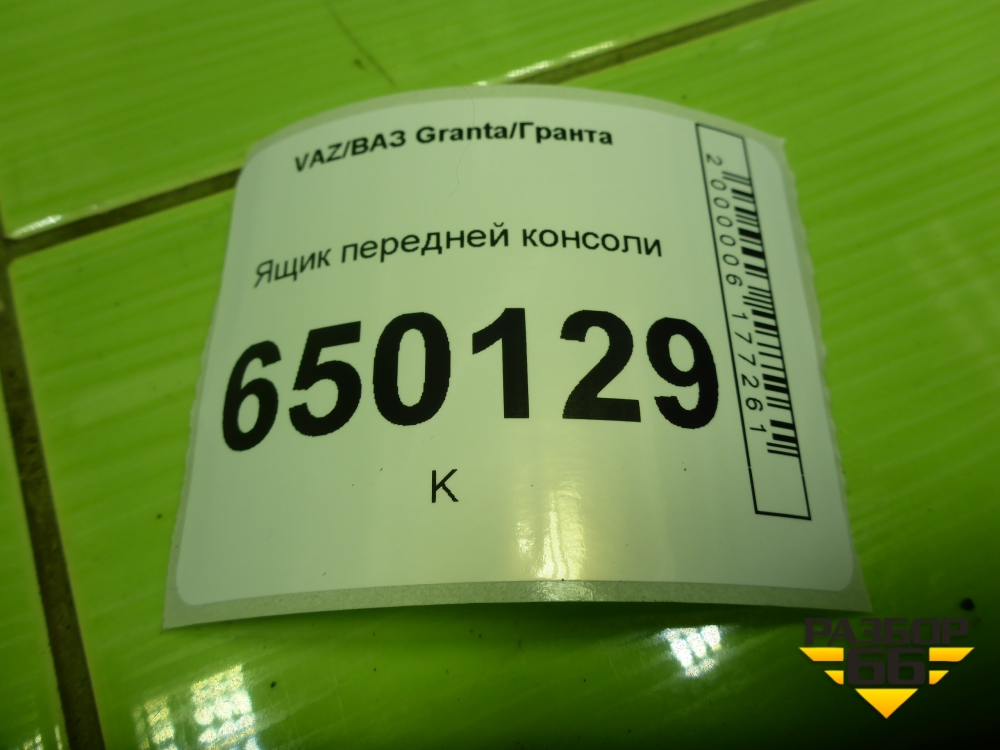 VAZ/ВАЗ Granta/Гранта
Ящик передней консоли
650129
К
2000006177261
РАЗБОР
66